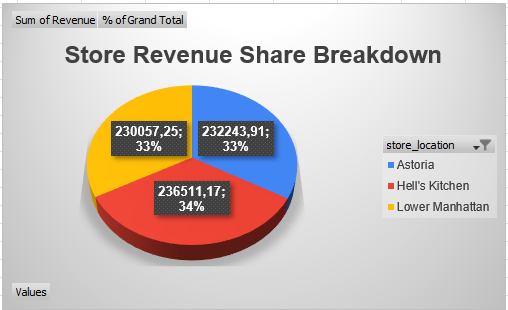 Sum of Revenue % of Grand Total
Store Revenue Share Breakdown
230057,25;
33%
232243,91;
33%
236511,17;
34%
store_location
Astoria
Hell's Kitchen
Lower Manhattan
Values